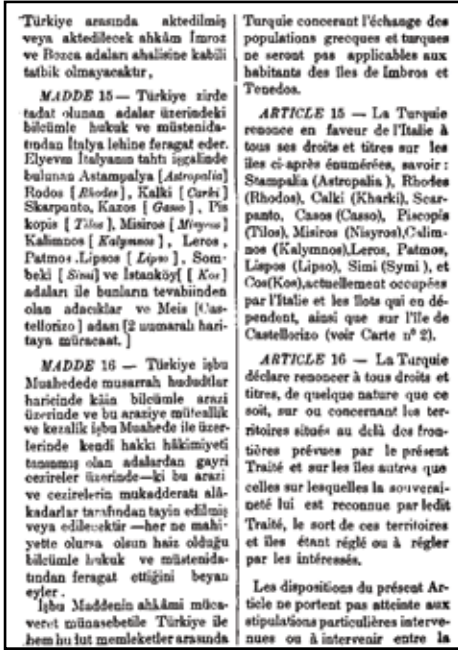 Türkiye arasında aktedilmiş
veya aktedilecek ahkâm İmroz
ve Bozca adaları ahalisine kabili
tatbik olmayacaktır,
MADDE 15 — Türkiye zirde
tadat olunan adalar üzerindeki
bilcümle hukuk ve müstenida-
tından İtalya lehine feragat eder.
Elyevm İtalyanın tahtı işgalinde
bulunan Astampalya [Astropalia]
Rodos [Rhodes], Kalki [Carki]
Skarpanto, Kazos [Gasso], Pis
kopis [Tilos], Misiros [Misyros]
Kalimnos [Kalymnos], Leros,
Patmos, Lipsos [Lipso], Som-
beki [Simi] ve İstanköy[ [Kos]
adaları ile bunların tevabiinden
olan adacıklar ve Meis [Cas-
tellorizo] adası [2 numaralı hari-
taya müracaat. ]
MADDE 16 — Türkiye işbu
Muahedede musarrah hududtlar
haricinde kâin bilcümle arazi
üzerinde ve bu araziye müteallik
ve kezalik işbu Muahede ile üzer-
lerinde kendi hakkı hâkimiyeti
tanınmış olan adalardan gayri
cezireler üzerinde—ki bu arazi
ve cezirelerin mukadderatı alâ-
kadarlar tarafından tayin edilmiş
veya edilecektir—her ne mahi-
yette olursa olsun haiz olduğu
bilcümle hukuk ve müstenida-
tından feragat ettiğini beyan
eyler.
İşbu Maddenin ahkâmi müca-
veret münasebetile Türkiye ile
hem hu tut memleketler arasında
Turquie concerant l'échange des
populations grecques et turques
ne seront pas applicables aux
habitants des îles de Imbros et
Tenedos.
ARTICLE 15 — La Turquie
renonce en faveur de l'Italie à
tous ses droits et titres sur les
îles ci-après énumérées, savoir :
Stampalia (Astropalia), Rhodes
(Rhodos), Calki (Kharki), Scar-
panto, Casos (Casso), Piscopis
(Tilos), Misiros (Nisyros),Calim-
nos (Kalymnos),Leros, Patmos,
Lispos (Lipso), Simi (Symi), et
Cos(Kos),actuellement occupées
par l'Italie et les îlots qui en dé-
pendent, ainsi que sur l'île de
Castellorizo (voir Carte n° 2).
ARTICLE 16 — La Turquie
déclare renoncer à tous droits et
titres, de quelque nature que ce
soit, sur ou concernant les ter-
ritoires situés au delà des fron-
tières prévues par le présent
Traité et sur les îles autres que
celles sur lesquelles la souverai-
neté lui est reconnue par ledit
Traité, le sort de ces territoires
et îles étant réglé ou à régler
par les intéressés.
Les dispositions du présent Ar-
ticle ne portent pas atteinte aux
stipulations particulières interve-
nues ou à intervenir entre la